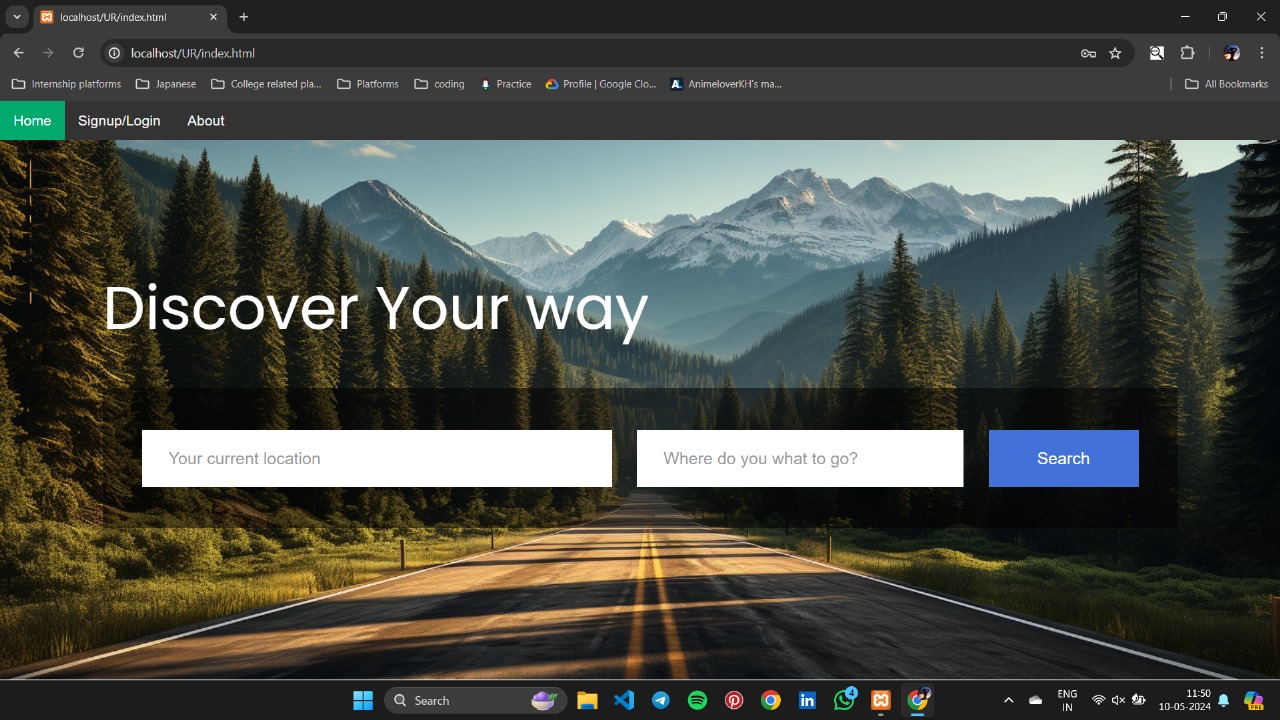 localhost/UR/index.html
localhost/UR/index.html
Internship platforms
Japanese
College related pla...
Platforms
coding
Practice
Profile | Google Clo...
AnimeloverKH's ma...
All Bookmarks
Home
Signup/Login
About
Discover Your way
Your current location
Where do you what to go?
Search
Search
4
ENG
IN
11:50
10-05-2024
PRE